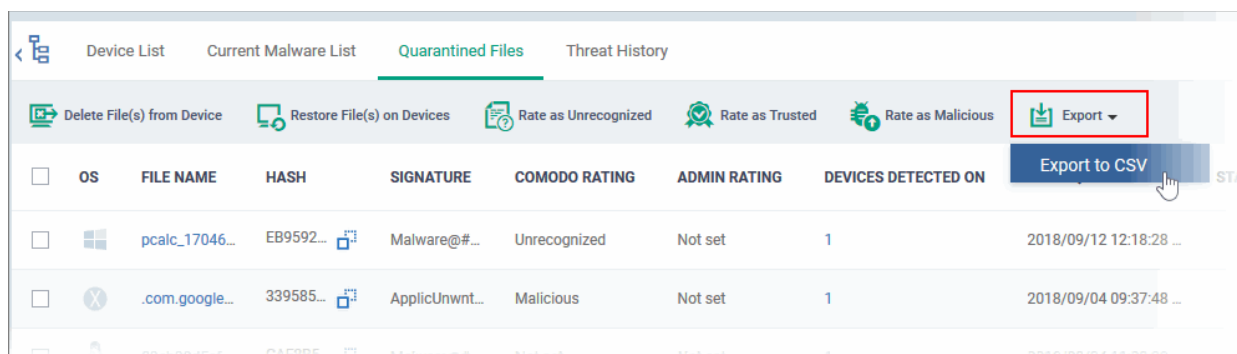 Device List Current Malware List Quarantined Files Threat History
Delete File(s) from Device Restore File(s) on Devices Rate as Unrecognized Rate as Trusted Rate as Malicious Export
Export to CSV
OS FILE NAME HASH SIGNATURE COMODO RATING ADMIN RATING DEVICES DETECTED ON
pcalc_17046... EB9592... Malware@#... Unrecognized Not set 1 2018/09/12 12:18:28 ...
.com.google... 339585... ApplicUnwnt... Malicious Not set 1 2018/09/04 09:37:48 ...